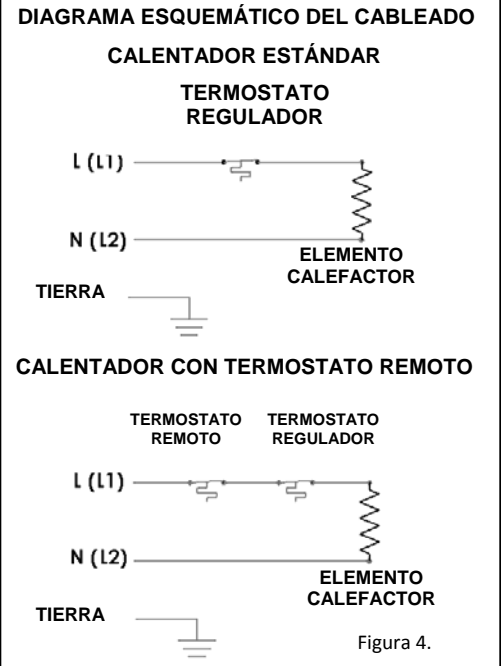 DIAGRAMA ESQUEMÁTICO DEL CABLEADO
CALENTADOR ESTÁNDAR
TERMOSTATO
REGULADOR
L (L1)
N (L2)
ELEMENTO
CALEFACTOR
TIERRA
CALENTADOR CON TERMOSTATO REMOTO
TERMOSTATO
REMOTO
TERMOSTATO
REGULADOR
L (L1)
N (L2)
ELEMENTO
CALEFACTOR
TIERRA
Figura 4.